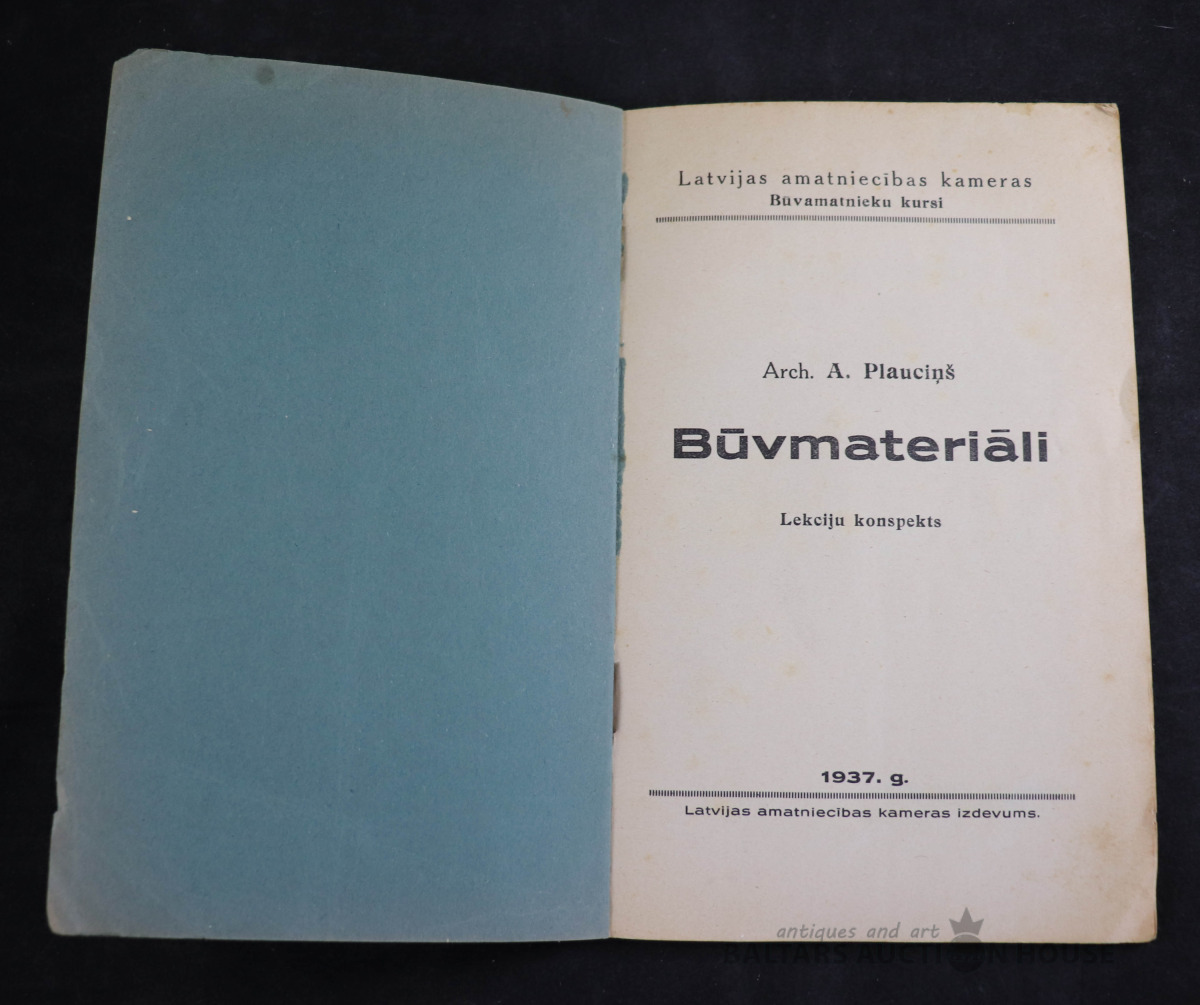 Latvijas amatniecības kameras
Būvamatnieku kursi
Arch. A. Plauciņš
Būvmateriāli
Lekciju konspekts
1937. g.
Latvijas amatniecības kameras izdevums.
antiques and art
BALTARS AUCTION HOUSE